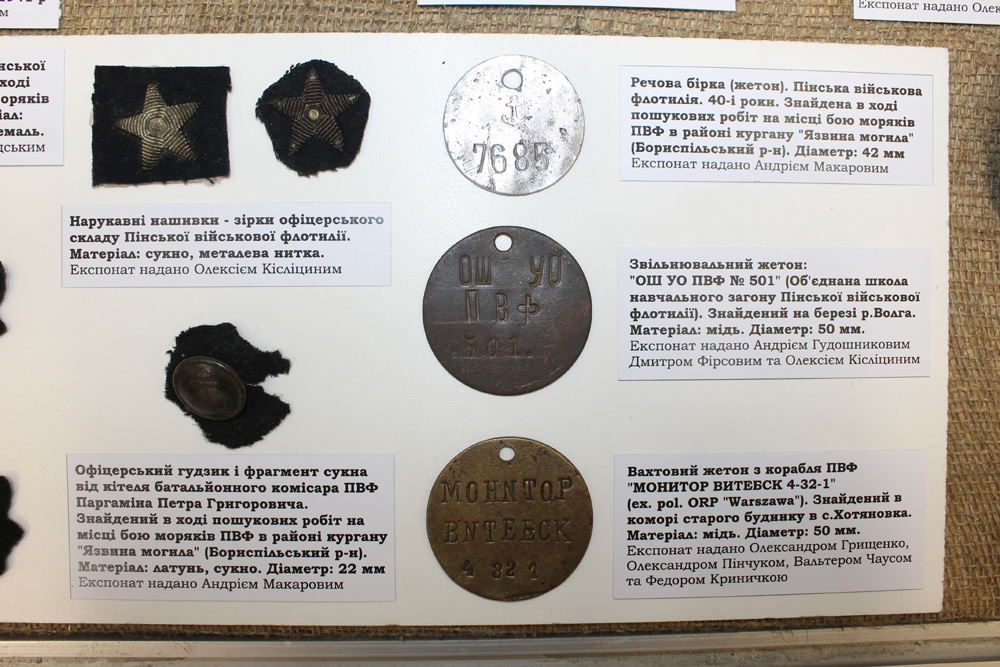 Експонат надано Олек
нської
ході
оряків
ал:
емаль.
дським
7685
Речова бірка (жетон). Пінська військова
флотилія. 40-і роки. Знайдена в ході
пошукових робіт на місці бою моряків
ПВФ в районі кургану "Язвина могила"
(Бориспільський р-н). Діаметр: 42 мм
Експонат надано Андрієм Макаровим
Нарукавні нашивки - зірки офіцерського
складу Пінської військової флотилії.
Матеріал: сукно, металева нитка.
Експонат надано Олексієм Кісліциним
ОШ УО
ПВФ
501.
Звільнювальний жетон:
"ОШ УО ПВФ № 501" (Об'єднана школа
навчального загону Пінської військової
флотилії). Знайдений на березі р.Волга.
Матеріал: мідь. Діаметр: 50 мм.
Експонат надано Андрієм Гудошниковим
Дмитром Фірсовим та Олексієм Кісліциним
Офіцерський гудзик і фрагмент сукна
від кітеля батальйонного комісара ПВФ
Паргаміна Петра Григоровича.
Знайдений в ході пошукових робіт на
місці бою моряків ПВФ в районі кургану
"Язвина могила" (Бориспільський р-н).
Матеріал: латунь, сукно. Діаметр: 22 мм
Експонат надано Андрієм Макаровим
МОНИТОР
ВИТЕБСК
4 32 1
Вахтовий жетон з корабля ПВФ
"МОНИТОР ВИТЕБСК 4-32-1"
(ex. pol. ORP "Warszawa"). Знайдений в
коморі старого будинку в с.Хотяновка.
Матеріал: мідь. Діаметр: 50 мм.
Експонат надано Олександром Грищенко,
Олександром Пінчуком, Вальтером Чаусом
та Федором Криничкою